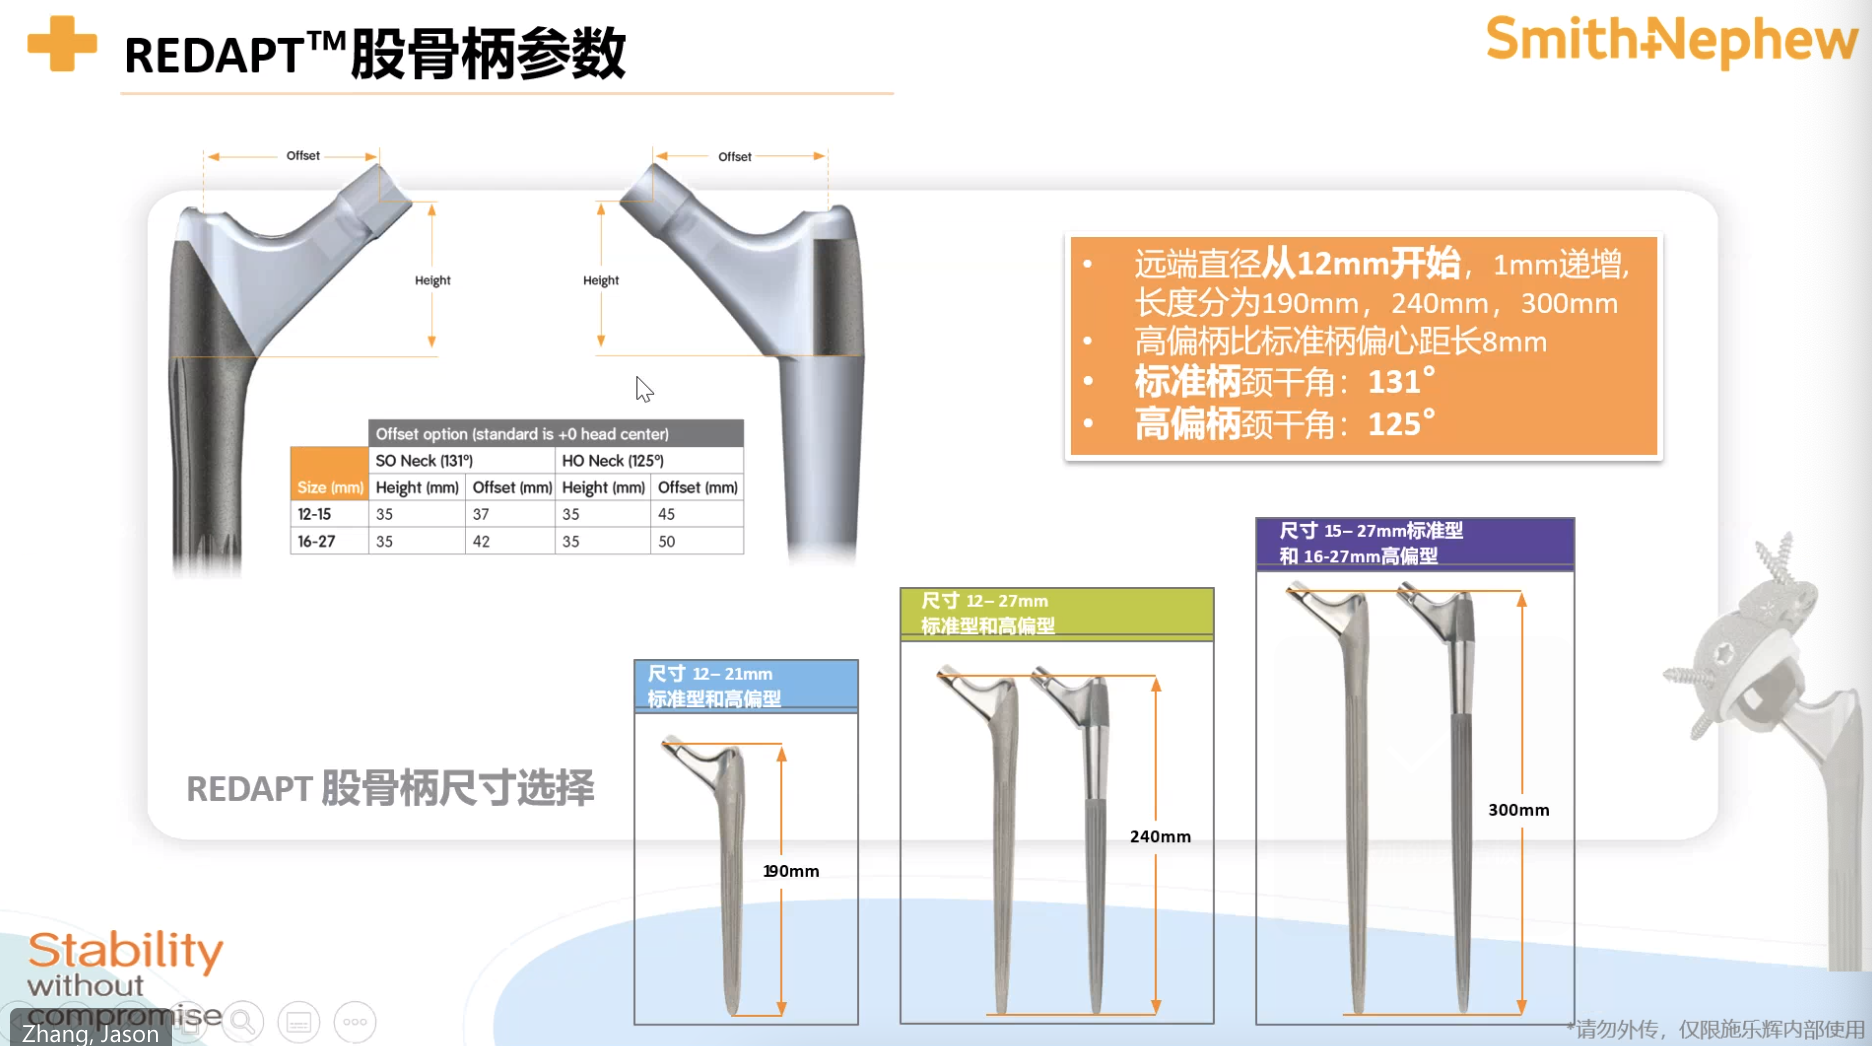 REDAPT™股骨柄参数
Smith+Nephew
Offset
Offset
Height
Height
远端直径从12mm开始，1mm递增，
长度分为190mm，240mm，300mm
高偏柄比标准柄偏心距长8mm
标准柄颈干角：131°
高偏柄颈干角：125°
Offset option (standard is +0 head center)
SO Neck (131º) HO Neck (125º)
Size (mm) Height (mm) Offset (mm) Height (mm) Offset (mm)
12-15 35 37 35 45
16-27 35 42 35 50
尺寸 15– 27mm标准型
和 16-27mm高偏型
尺寸 12– 27mm
标准型和高偏型
尺寸 12– 21mm
标准型和高偏型
REDAPT 股骨柄尺寸选择
190mm
240mm
300mm
Stability
without
compromise
Zhang, Jason
*请勿外传，仅限施乐辉内部使用